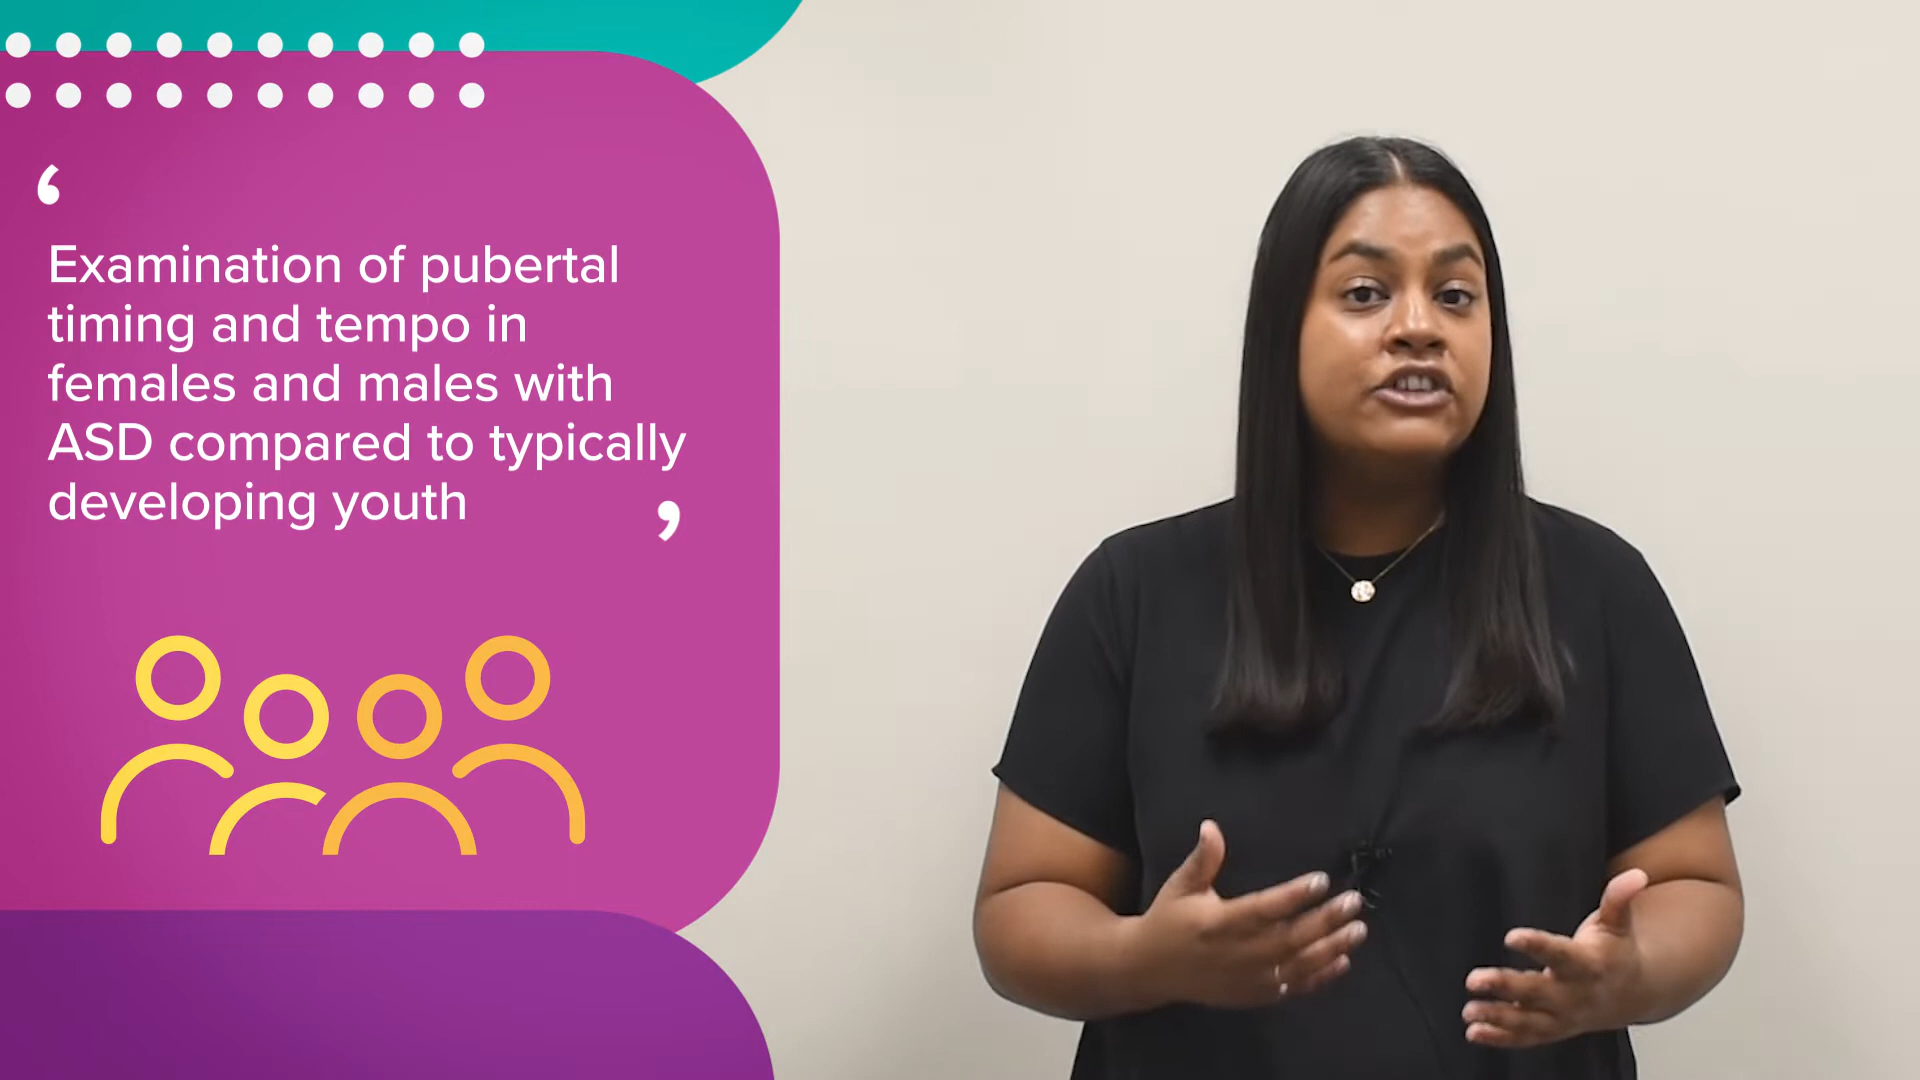 ‘
Examination of pubertal
timing and tempo in
females and males with
ASD compared to typically
developing youth
’